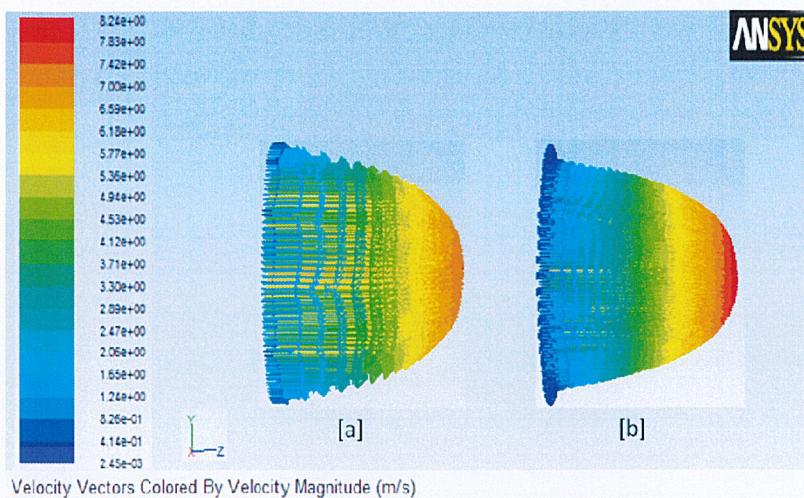 8.24e+00
7.83e+00
7.42e+00
7.00e+00
6.59e+00
6.18e+00
5.77e+00
5.36e+00
4.94e+00
4.53e+00
4.12e+00
3.71e+00
3.30e+00
2.89e+00
2.47e+00
2.06e+00
1.65e+00
1.24e+00
8.26e-01
4.14e-01
2.45e-03
ANSYS
[a]
[b]
Y
X
Z
Velocity Vectors Colored By Velocity Magnitude (m/s)